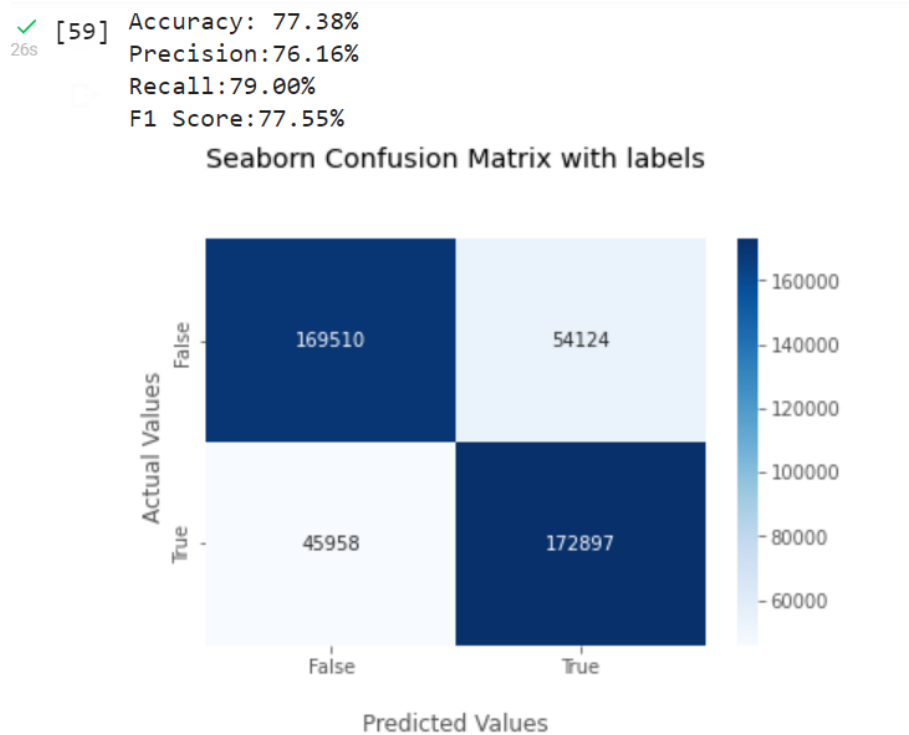 [59] Accuracy: 77.38%
26s
Precision:76.16%
Recall:79.00%
F1 Score:77.55%
Seaborn Confusion Matrix with labels
Actual Values
False
169510
54124
True
45958
172897
False
True
Predicted Values
160000
140000
120000
100000
80000
60000